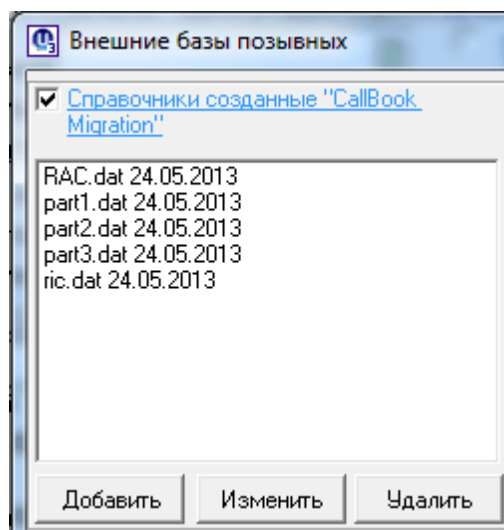 Внешние базы позывных
Справочники созданные "CallBook
Migration"
RAC.dat 24.05.2013
part1.dat 24.05.2013
part2.dat 24.05.2013
part3.dat 24.05.2013
ric.dat 24.05.2013
Добавить Изменить Удалить